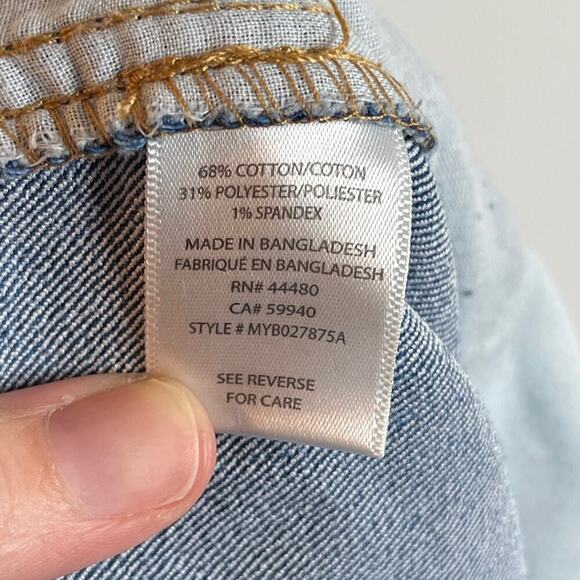 68% COTTON/COTON
31% POLYESTER/POLIESTER
1% SPANDEX
MADE IN BANGLADESH
FABRIQUÉ EN BANGLADESH
RN# 44480
CA# 59940
STYLE # MYB027875A
SEE REVERSE
FOR CARE